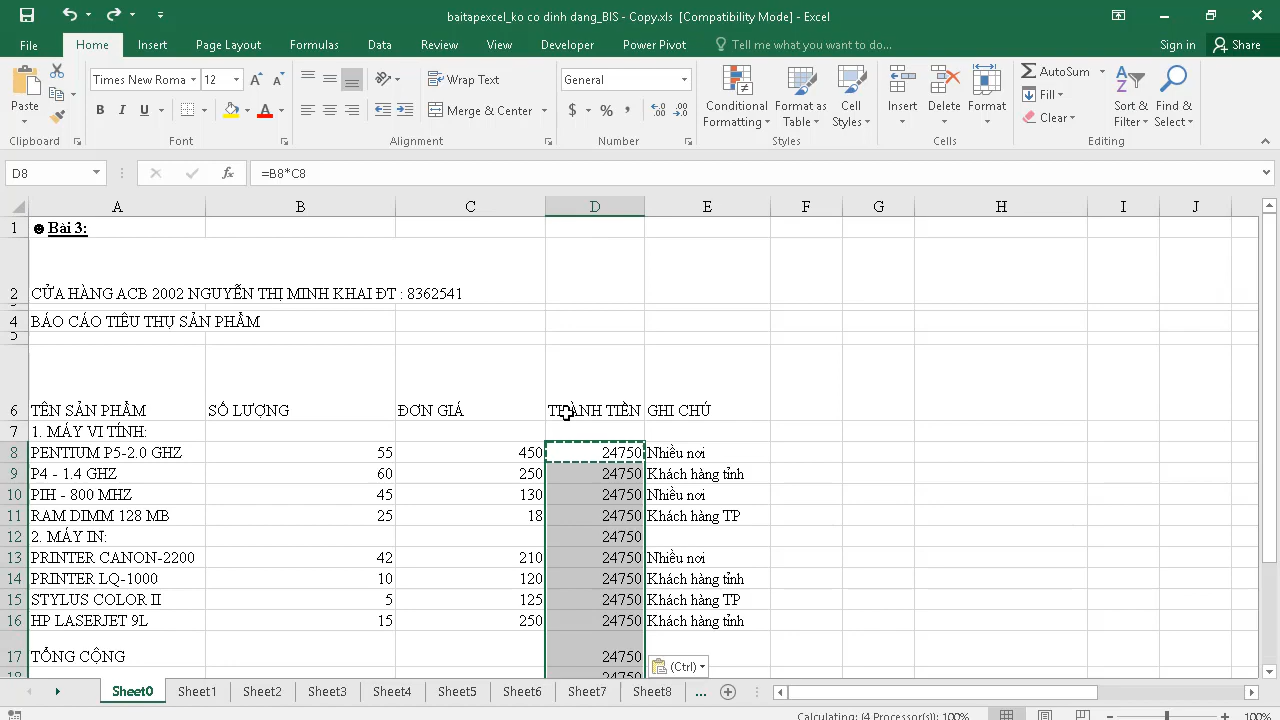 baitapexcel_ko co dinh dang_BIS - Copy.xls [Compatibility Mode] - Excel
File Home Insert Page Layout Formulas Data Review View Developer Power Pivot Tell me what you want to do... Sign in Share
Paste Times New Roma 12 Wrap Text General AutoSum
B I U A Merge & Center $ % , Conditional Formatting Format as Table Cell Styles Insert Delete Format Fill Clear Sort & Filter Find & Select
Clipboard Font Alignment Number Styles Cells Editing
D8 fx =B8*C8
A B C D E F G H I J
1 ☻Bài 3:
2 CỬA HÀNG ACB 2002 NGUYỄN THỊ MINH KHAI ĐT : 8362541
4 BÁO CÁO TIÊU THỤ SẢN PHẨM
5
6 TÊN SẢN PHẨM SỐ LƯỢNG ĐƠN GIÁ THÀNH TIỀN GHI CHÚ
7 1. MÁY VI TÍNH:
8 PENTIUM P5-2.0 GHZ 55 450 24750 Nhiều nơi
9 P4 - 1.4 GHZ 60 250 24750 Khách hàng tỉnh
10 PIH - 800 MHZ 45 130 24750 Nhiều nơi
11 RAM DIMM 128 MB 25 18 24750 Khách hàng TP
12 2. MÁY IN: 24750
13 PRINTER CANON-2200 42 210 24750 Nhiều nơi
14 PRINTER LQ-1000 10 120 24750 Khách hàng tỉnh
15 STYLUS COLOR II 5 125 24750 Khách hàng TP
16 HP LASERJET 9L 15 250 24750 Khách hàng tỉnh
17 TỔNG CỘNG 24750 (Ctrl)
18 24750
Sheet0 Sheet1 Sheet2 Sheet3 Sheet4 Sheet5 Sheet6 Sheet7 Sheet8 ...
Calculating: (4 Processor(s)): 100% 100%